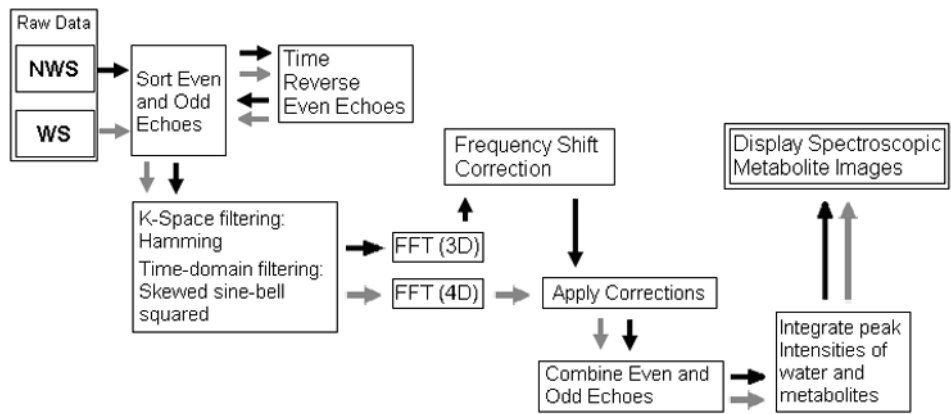 Raw Data
NWS
WS
Sort Even
and Odd
Echoes
Time
Reverse
Even Echoes
K-Space filtering:
Hamming
Time-domain filtering:
Skewed sine-bell
squared
FFT (3D)
FFT (4D)
Frequency Shift
Correction
Apply Corrections
Combine Even and
Odd Echoes
Integrate peak
Intensities of
water and
metabolites
Display Spectroscopic
Metabolite Images